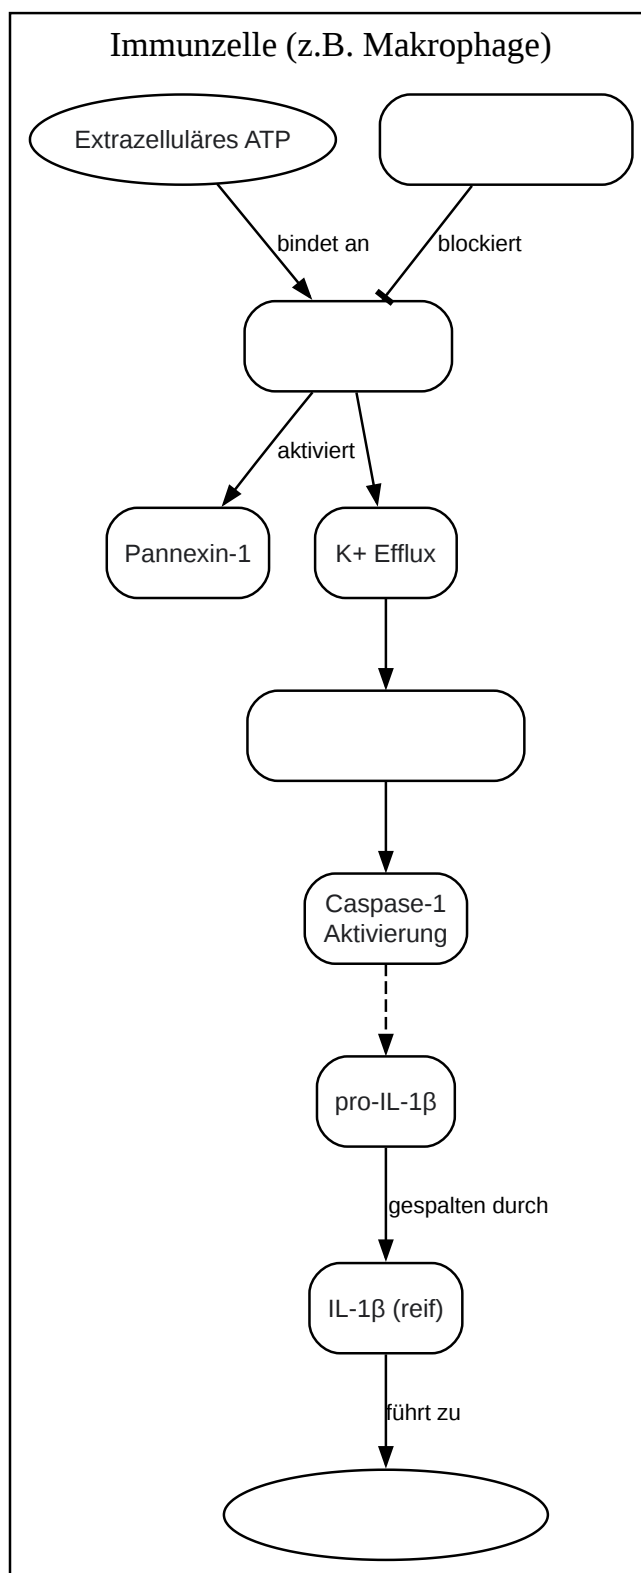 Immunzelle (z.B. Makrophage)
Extrazelluläres ATP
bindet an
blockiert
aktiviert
Pannexin-1
K+ Efflux
Caspase-1
Aktivierung
pro-IL-1β
gespalten durch
IL-1β (reif)
führt zu